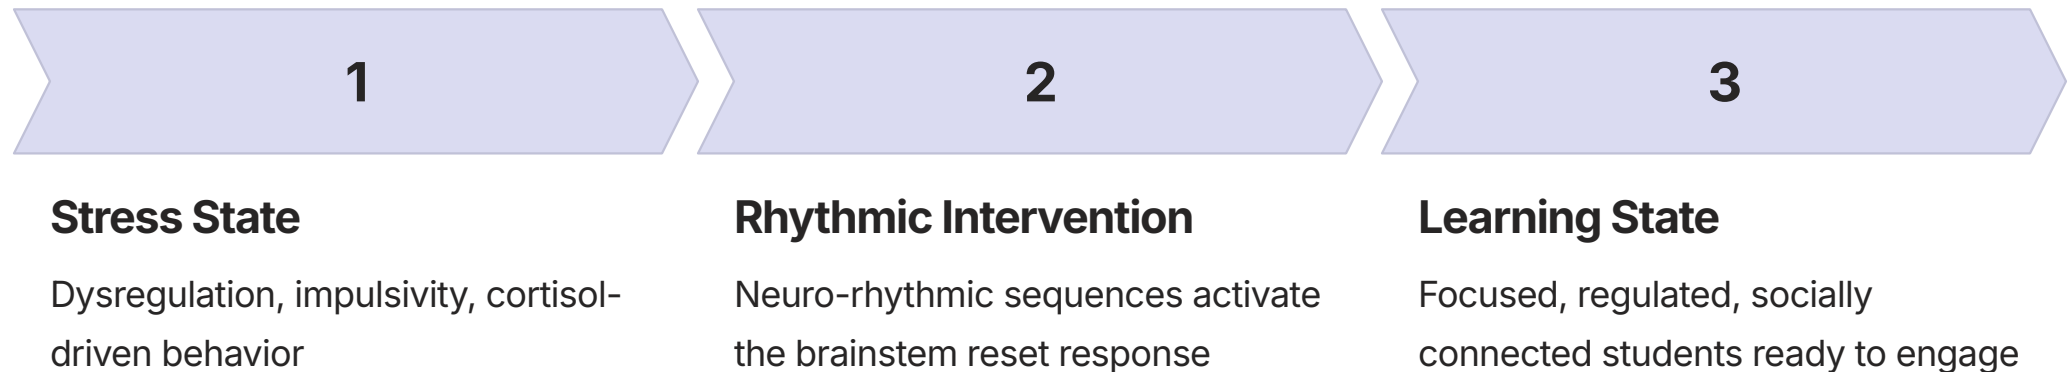 1
2
3
Stress State
Dysregulation, impulsivity, cortisol-
driven behavior
Rhythmic Intervention
Neuro-rhythmic sequences activate
the brainstem reset response
Learning State
Focused, regulated, socially
connected students ready to engage